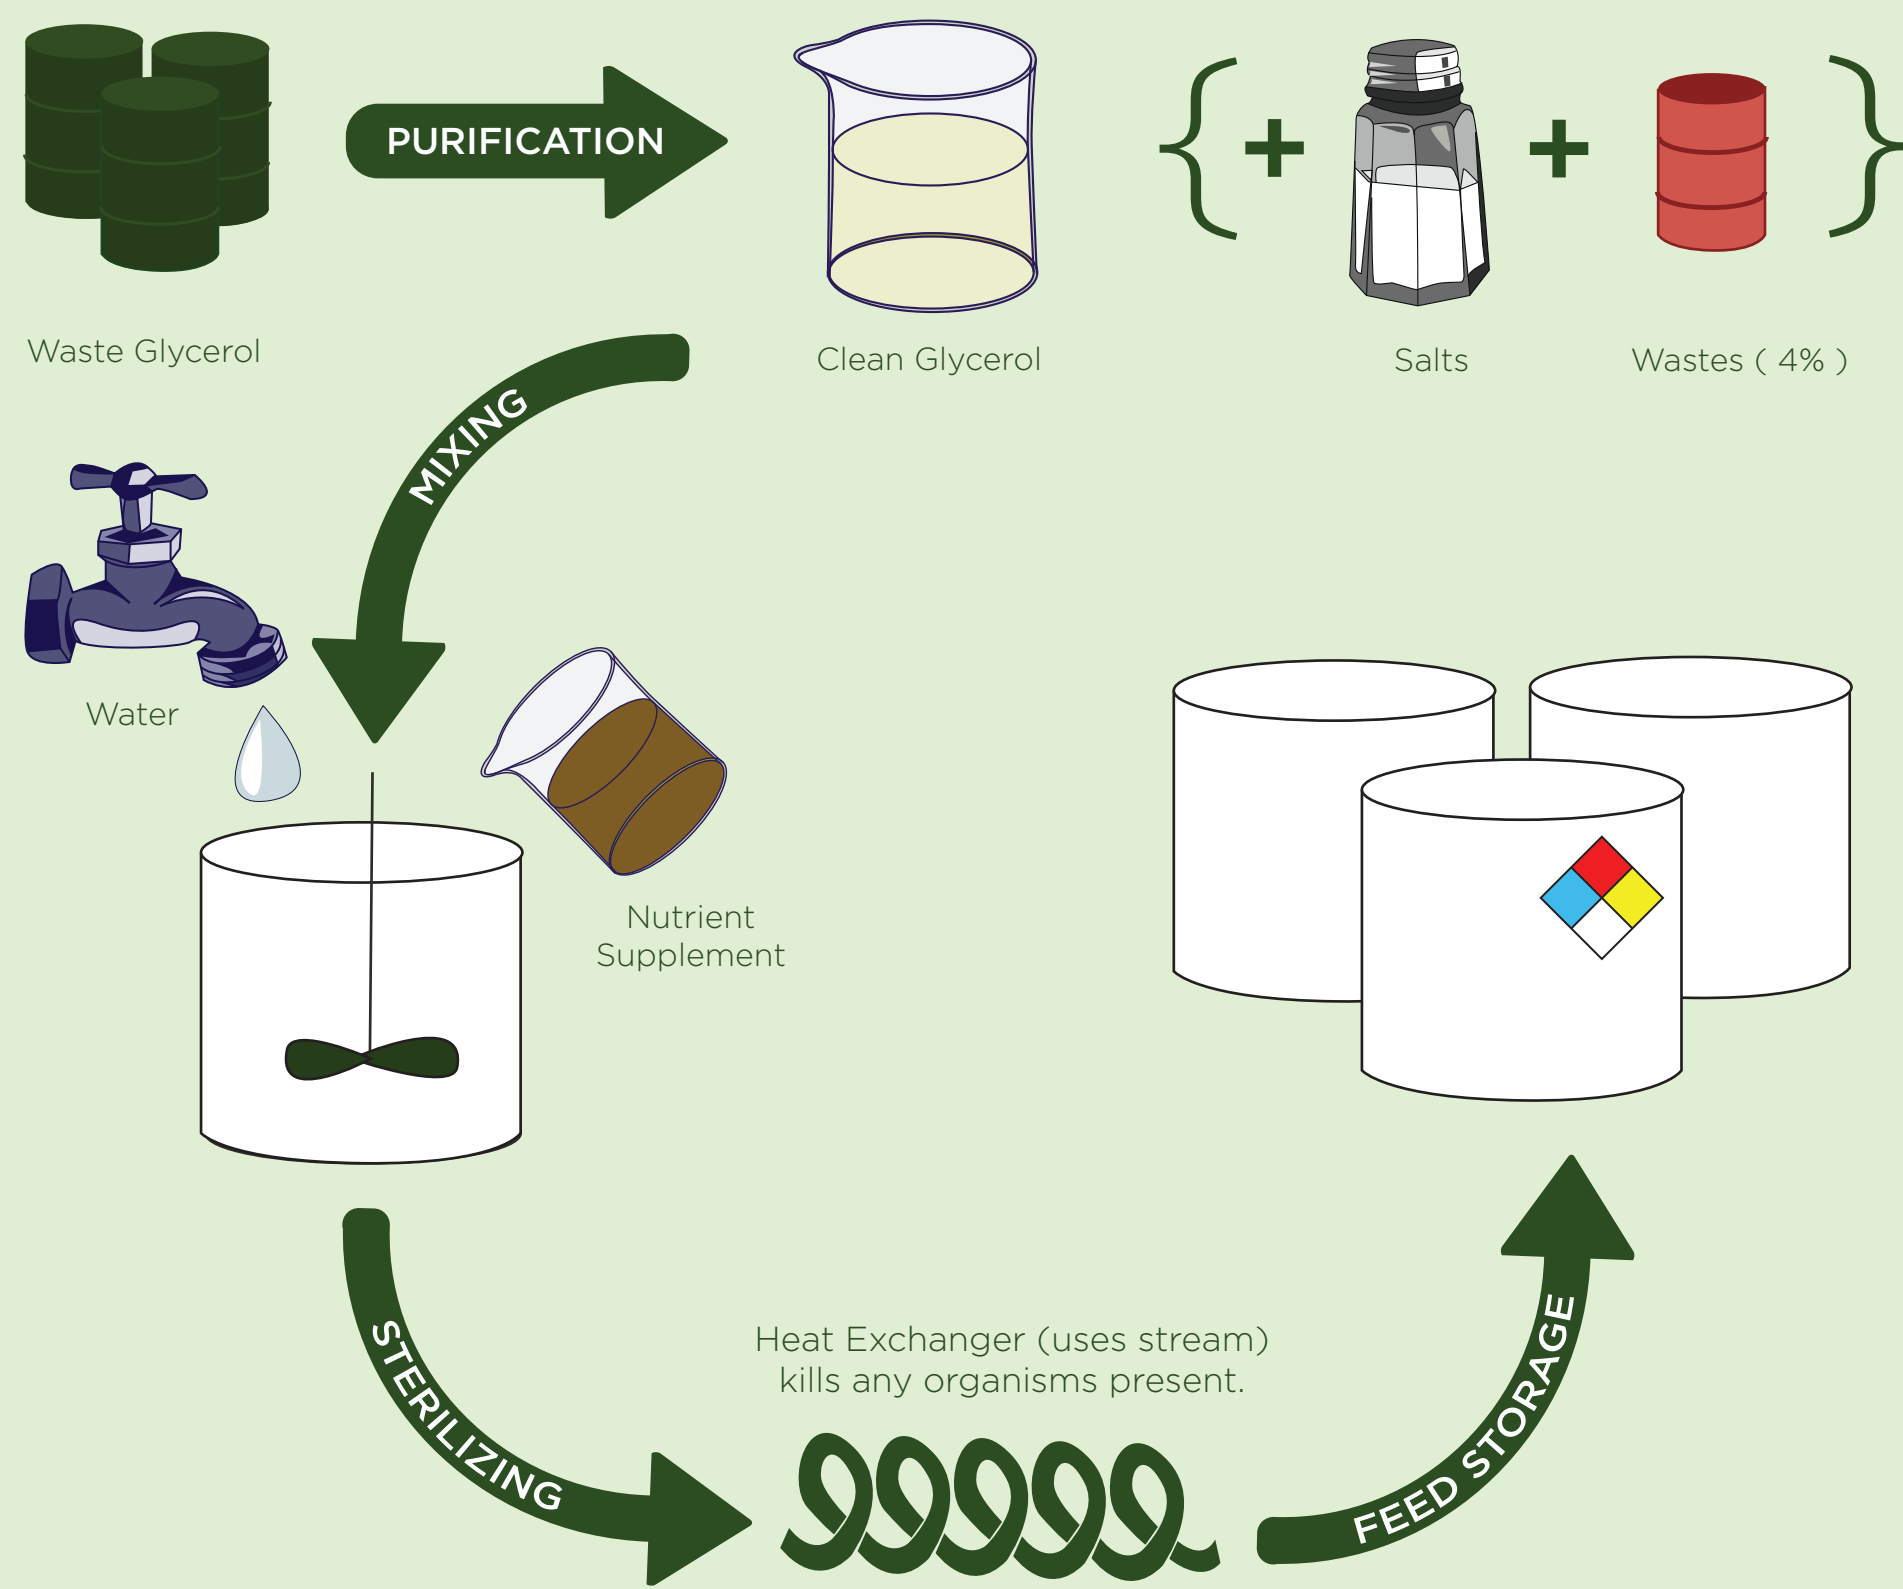 PURIFICATION
Waste Glycerol
Clean Glycerol
Salts
Wastes ( 4% )
MIXING
Water
Nutrient
Supplement
STERILIZING
Heat Exchanger (uses stream)
kills any organisms present.
FEED STORAGE